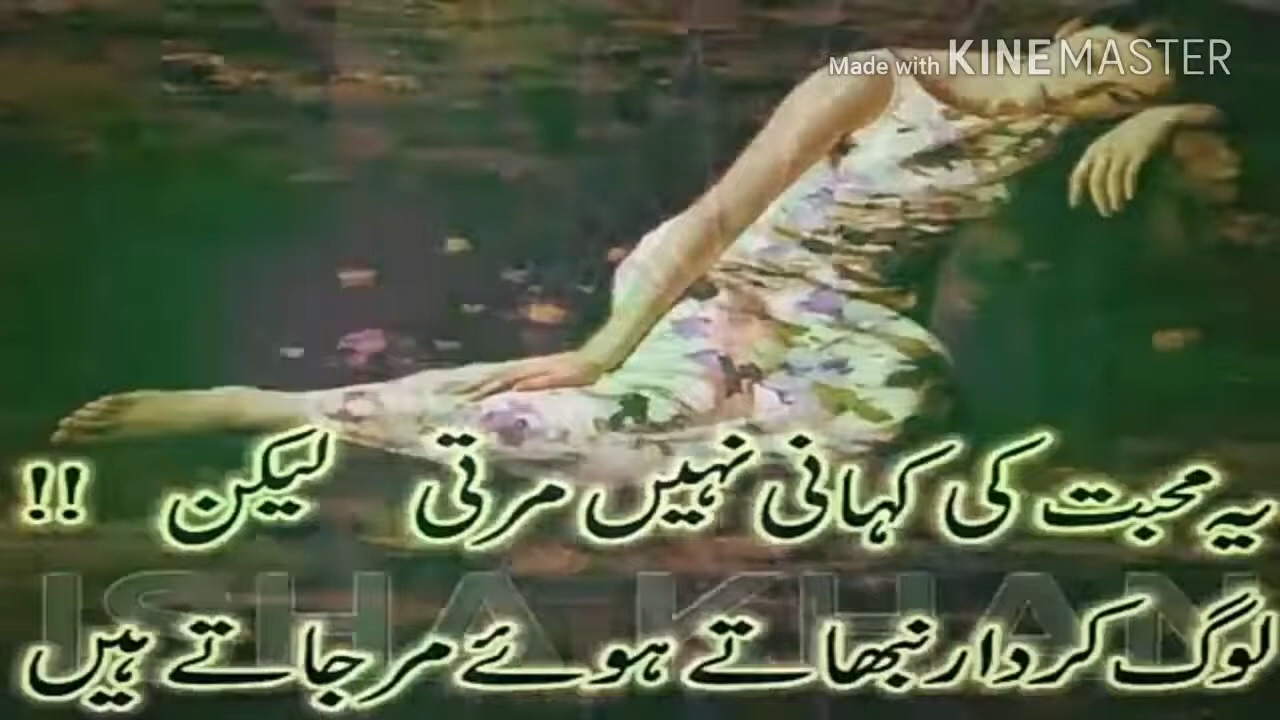 Made with KINEMASTER
یہ محبت کی کہانی نہیں مرتی لیکن !!
ISHA KHAN
لوگ کردار نبھاتے ہوئے مر جاتے ہیں